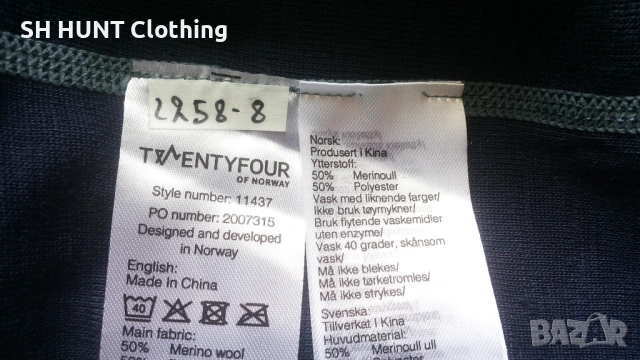 SH HUNT Clothing
2258-8
TWENTYFOUR
OF NORWAY
Style number: 11437
PO number: 2007315
Designed and developed
in Norway
English:
Made In China
40
Main fabric:
50% Merino wool
Norsk:
Produsert i Kina
Ytterstoff:
50% Merinoull
50% Polyester
Vask med liknende farger/
Ikke bruk tøymykner/
Bruk flytende vaskemidler
uten enzyme/
Vask 40 grader, skånsom
vask/
Må ikke blekes/
Må ikke tørketromles/
Må ikke strykes/
Svenska:
Tillverkat i Kina
Huvudmaterial:
50% Merinoull ull
BAZAR